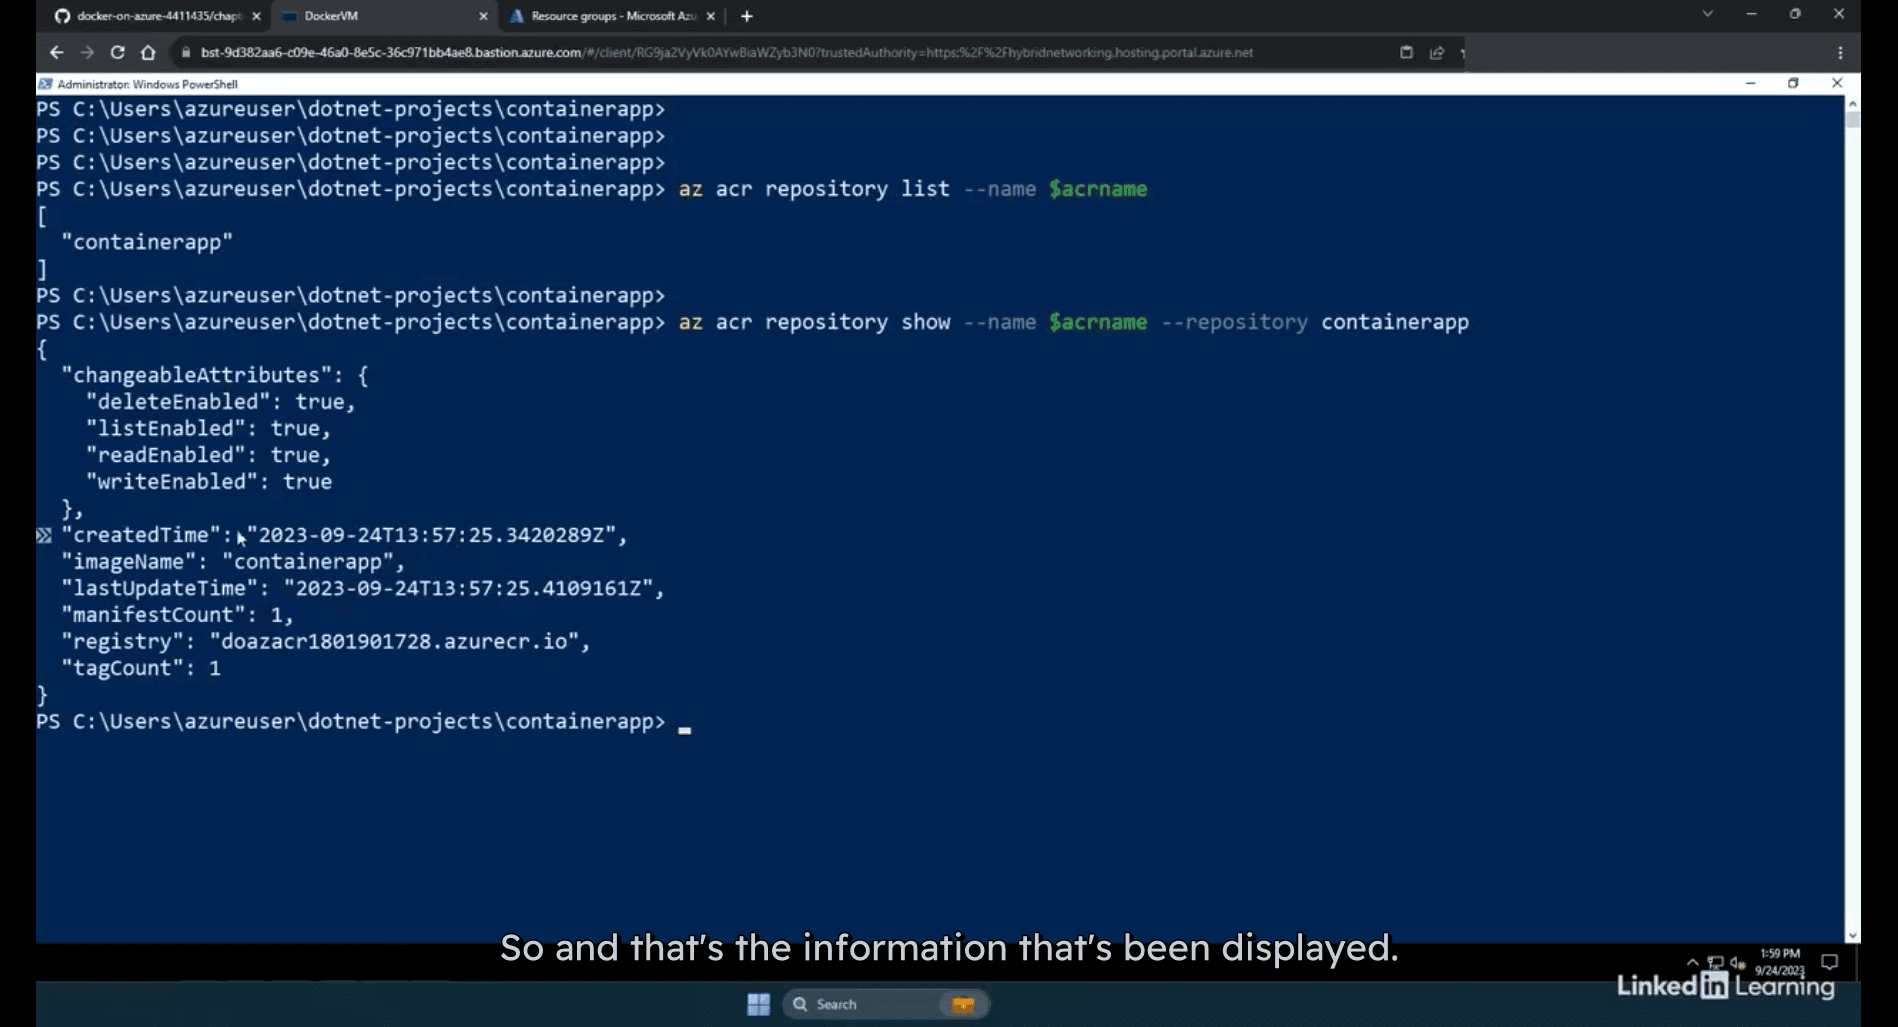 docker-on-azure-4411435/chapt
DockerVM
Resource groups - Microsoft Azu
bst-9d382aa6-c09e-46a0-8e5c-36c971bb4ae8.bastion.azure.com/#/client/RG9ja2VyVk0AYwBiaWZyb3N0?trustedAuthority=https:%2F%2Fhybridnetworking.hosting.portal.azure.net
Administrator: Windows PowerShell
PS C:\Users\azureuser\dotnet-projects\containerapp>
PS C:\Users\azureuser\dotnet-projects\containerapp>
PS C:\Users\azureuser\dotnet-projects\containerapp>
PS C:\Users\azureuser\dotnet-projects\containerapp> az acr repository list --name $acrname
[
  "containerapp"
]
PS C:\Users\azureuser\dotnet-projects\containerapp>
PS C:\Users\azureuser\dotnet-projects\containerapp> az acr repository show --name $acrname --repository containerapp
{
  "changeableAttributes": {
    "deleteEnabled": true,
    "listEnabled": true,
    "readEnabled": true,
    "writeEnabled": true
  },
  "createdTime": "2023-09-24T13:57:25.3420289Z",
  "imageName": "containerapp",
  "lastUpdateTime": "2023-09-24T13:57:25.4109161Z",
  "manifestCount": 1,
  "registry": "doazacr1801901728.azurecr.io",
  "tagCount": 1
}
PS C:\Users\azureuser\dotnet-projects\containerapp>
So and that's the information that's been displayed.
1:59 PM
9/24/2023
LinkedIn Learning
Search